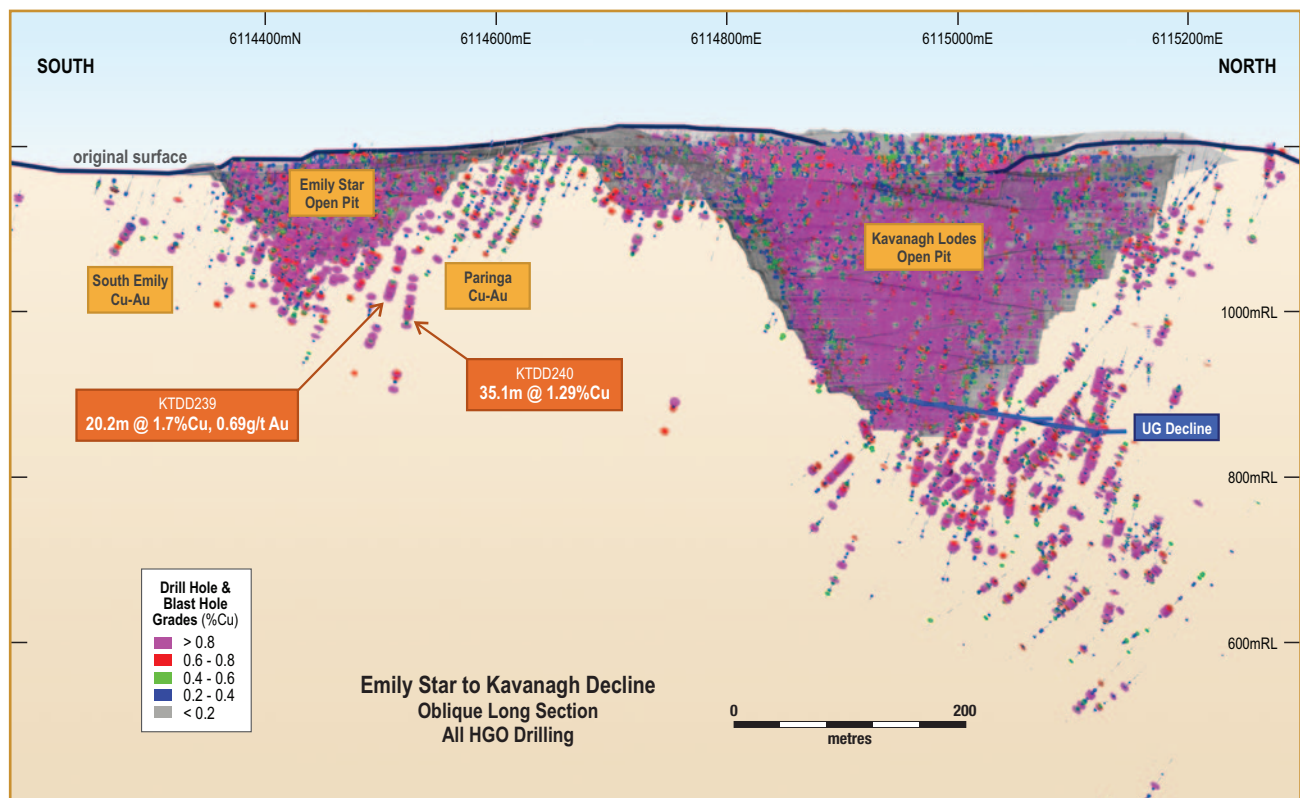 6114400mN
6114600mE
6114800mE
6115000mE
6115200mE
SOUTH
NORTH
original surface
Emily Star
Open Pit
South Emily
Cu-Au
Paringa
Cu-Au
Kavanagh Lodes
Open Pit
1000mRL
KTDD239
20.2m @ 1.7%Cu, 0.69g/t Au
KTDD240
35.1m @ 1.29%Cu
UG Decline
800mRL
600mRL
Drill Hole &
Blast Hole
Grades (%Cu)
> 0.8
0.6 - 0.8
0.4 - 0.6
0.2 - 0.4
< 0.2
Emily Star to Kavanagh Decline
Oblique Long Section
All HGO Drilling
0
200
metres